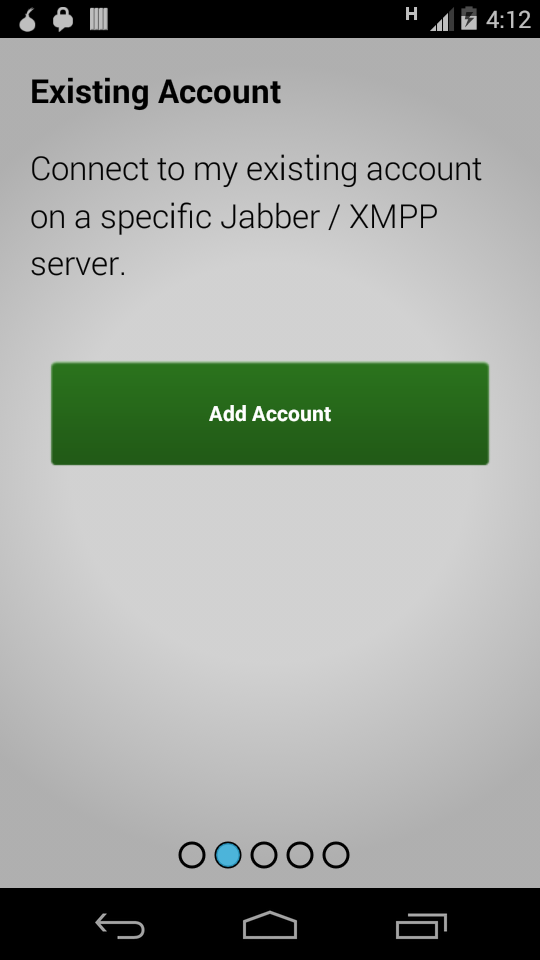 H 4:12
Existing Account
Connect to my existing account
on a specific Jabber / XMPP
server.
Add Account